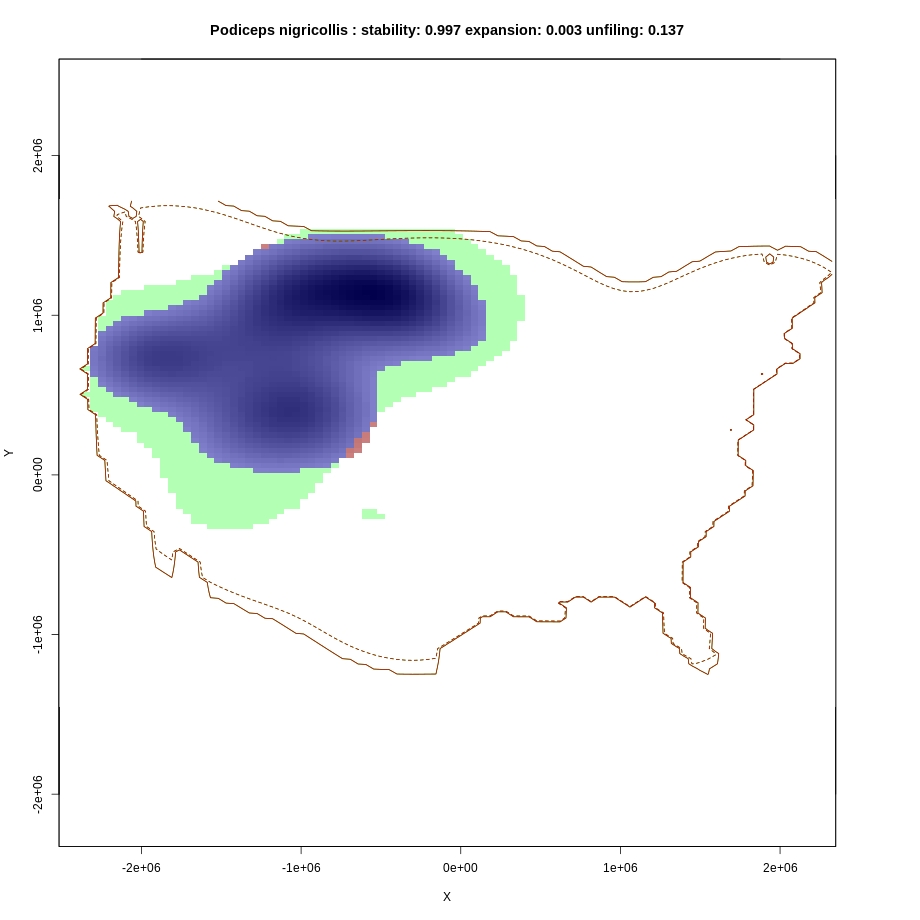 Podiceps nigricollis : stability: 0.997 expansion: 0.003 unfiling: 0.137
2e+06
1e+06
0e+00
-1e+06
-2e+06
Y
-2e+06 -1e+06 0e+00 1e+06 2e+06
X